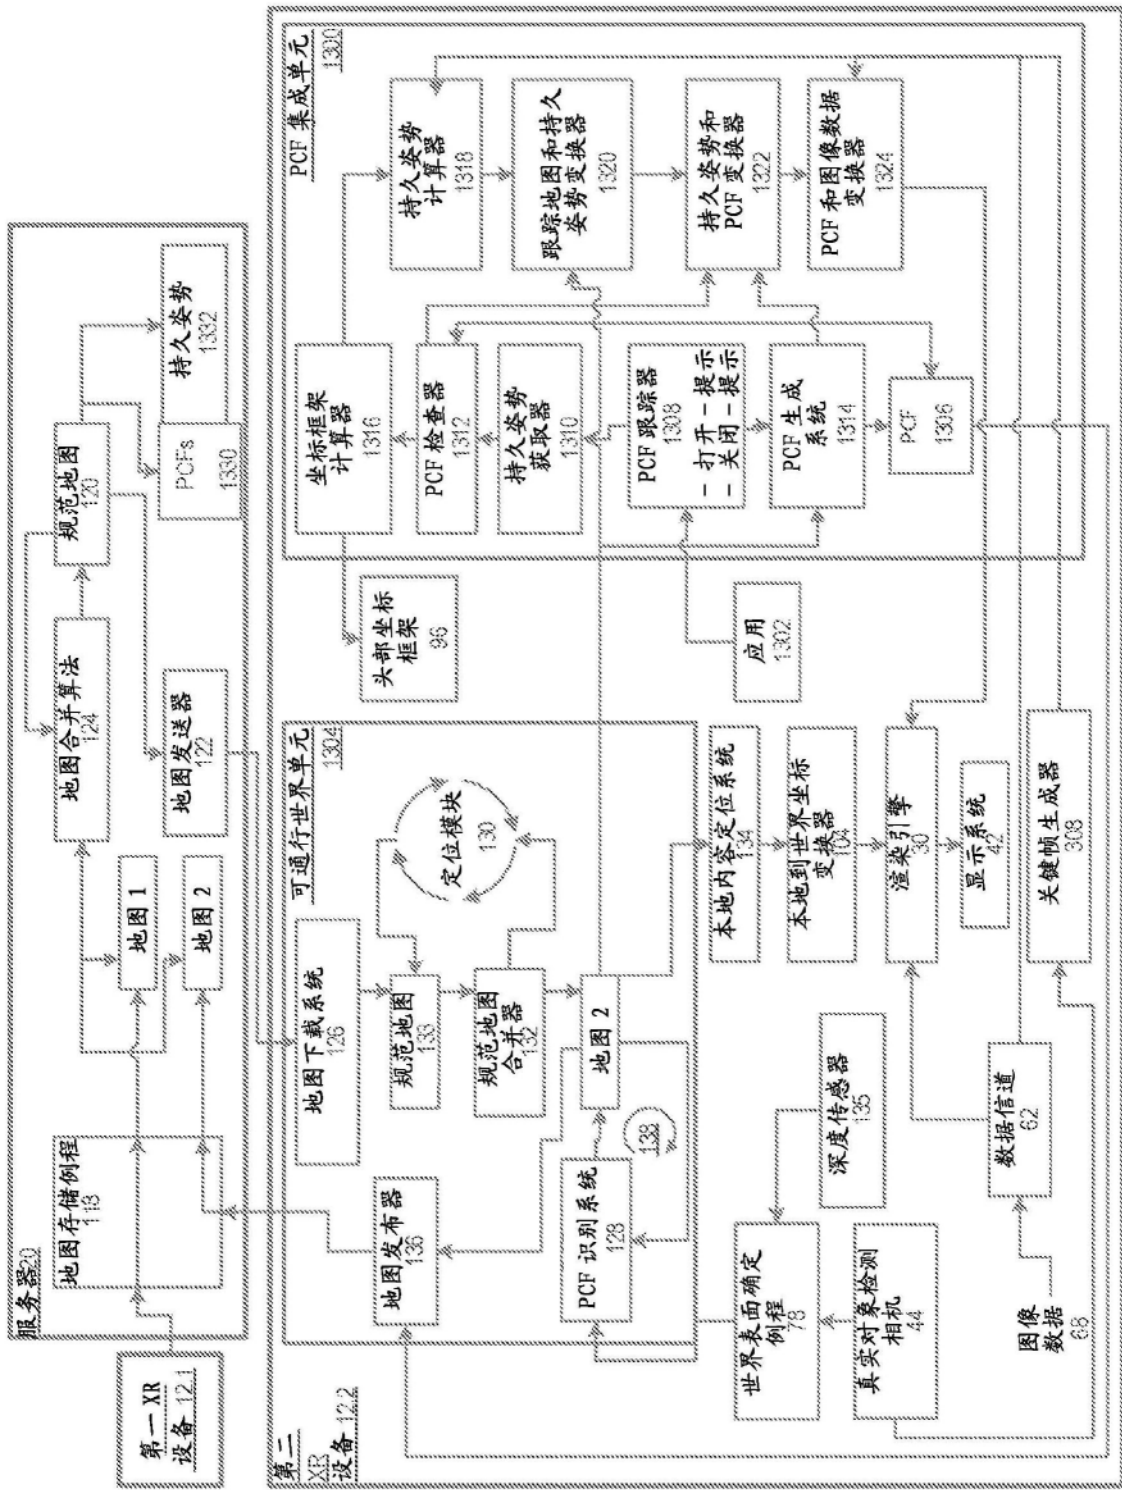 第一 XR
设备 12.1
服务器 20
地图存储例程
118
地图 1
地图 2
地图合并算法
124
地图发送器
122
规范地图
120
PCFs
1330
持久姿势
1332
第二
XR
设备 12.2
可通行世界单元
1304
地图发布器
136
地图下载系统
126
规范地图
133
规范地图
合并器
132
定位模块
130
PCF 识别系统
128
地图 2
138
世界表面确定
例程
78
深度传感器
135
真实对象检测
相机
44
图像
数据
68
数据信道
62
本地内容定位系统
134
本地到世界坐标
变换器
104
渲染引擎
30
显示系统
42
关键帧生成器
308
头部坐标
框架
96
应用
1302
PCF 集成单元
1300
坐标框架
计算器
1316
PCF 检查器
1312
持久姿势
获取器
1310
PCF 跟踪器
1308
– 打开 – 提示
– 关闭 – 提示
PCF 生成
系统
1314
PCF
1306
持久姿势
计算器
1318
跟踪地图和持久
姿势变换器
1320
持久姿势和
PCF 变换器
1322
PCF 和图像数据
变换器
1324